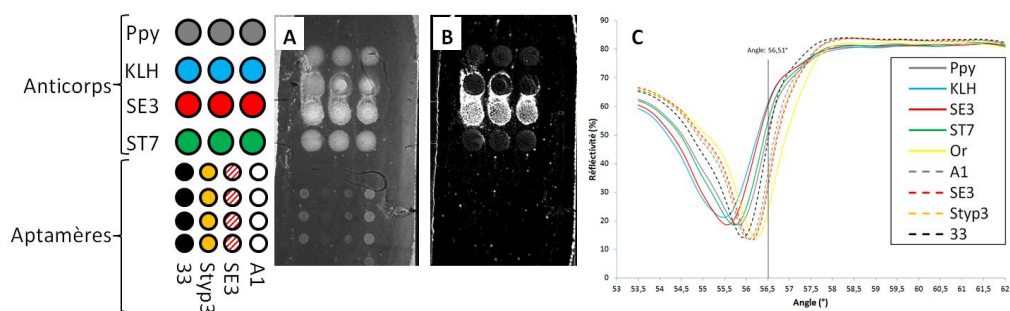 Anticorps
Ppy
KLH
SE3
ST7
Aptamères
33
Styp3
SE3
A1
A
B
C
Angle: 56,51°
Réfléctivité (%)
90
80
70
60
50
40
30
20
10
0
53 53,5 54 54,5 55 55,5 56 56,5 57 57,5 58 58,5 59 59,5 60 60,5 61 61,5 62
Angle (°)
Ppy
KLH
SE3
ST7
Or
A1
SE3
Styp3
33